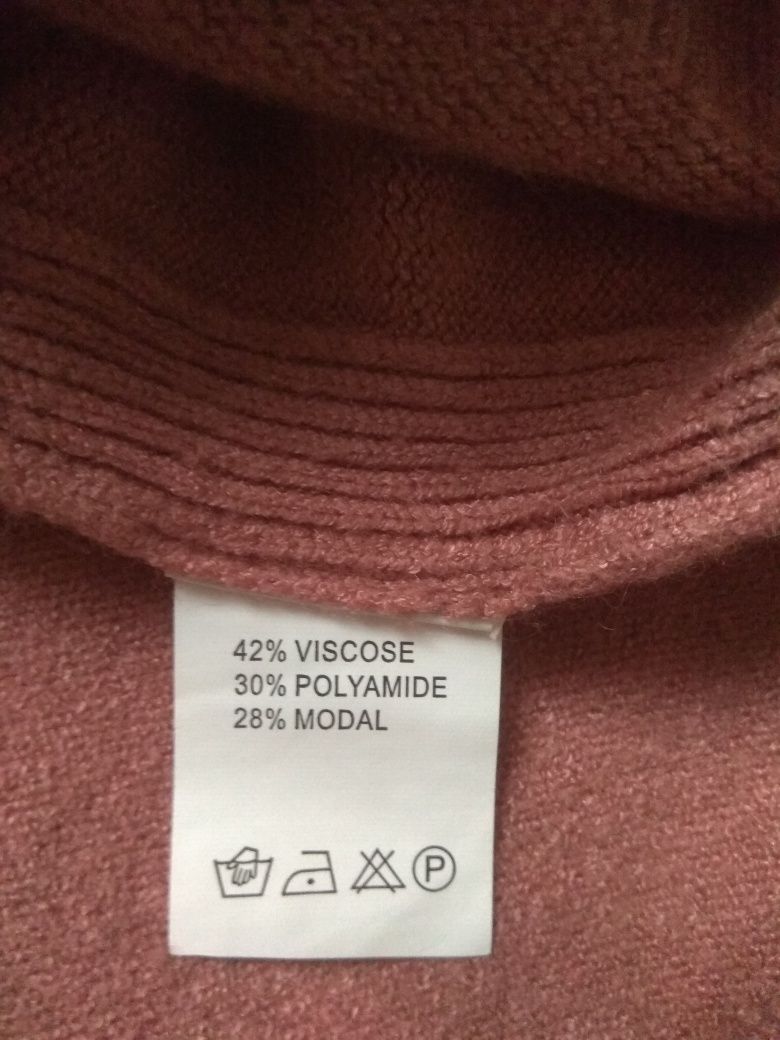 42% VISCOSE
30% POLYAMIDE
28% MODAL
P